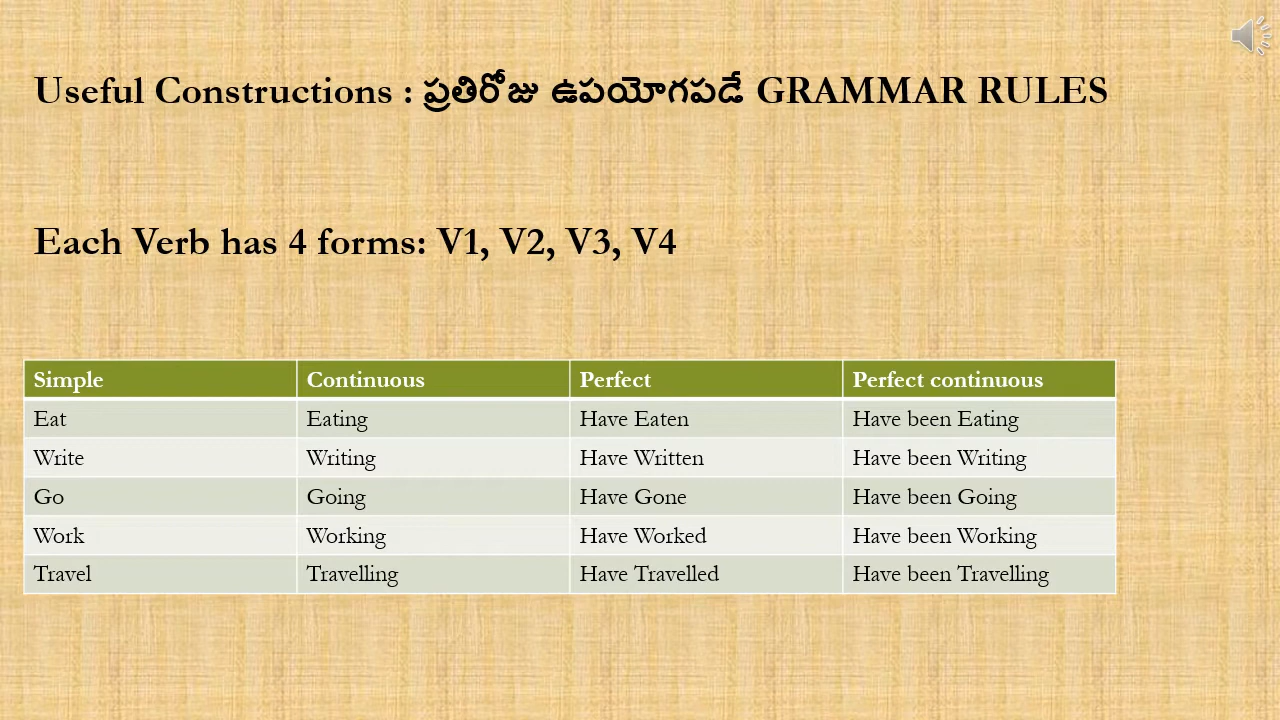 Useful Constructions : ప్రతిరోజు ఉపయోగపడే GRAMMAR RULES
Each Verb has 4 forms: V1, V2, V3, V4
Simple Continuous Perfect Perfect continuous
Eat Eating Have Eaten Have been Eating
Write Writing Have Written Have been Writing
Go Going Have Gone Have been Going
Work Working Have Worked Have been Working
Travel Travelling Have Travelled Have been Travelling